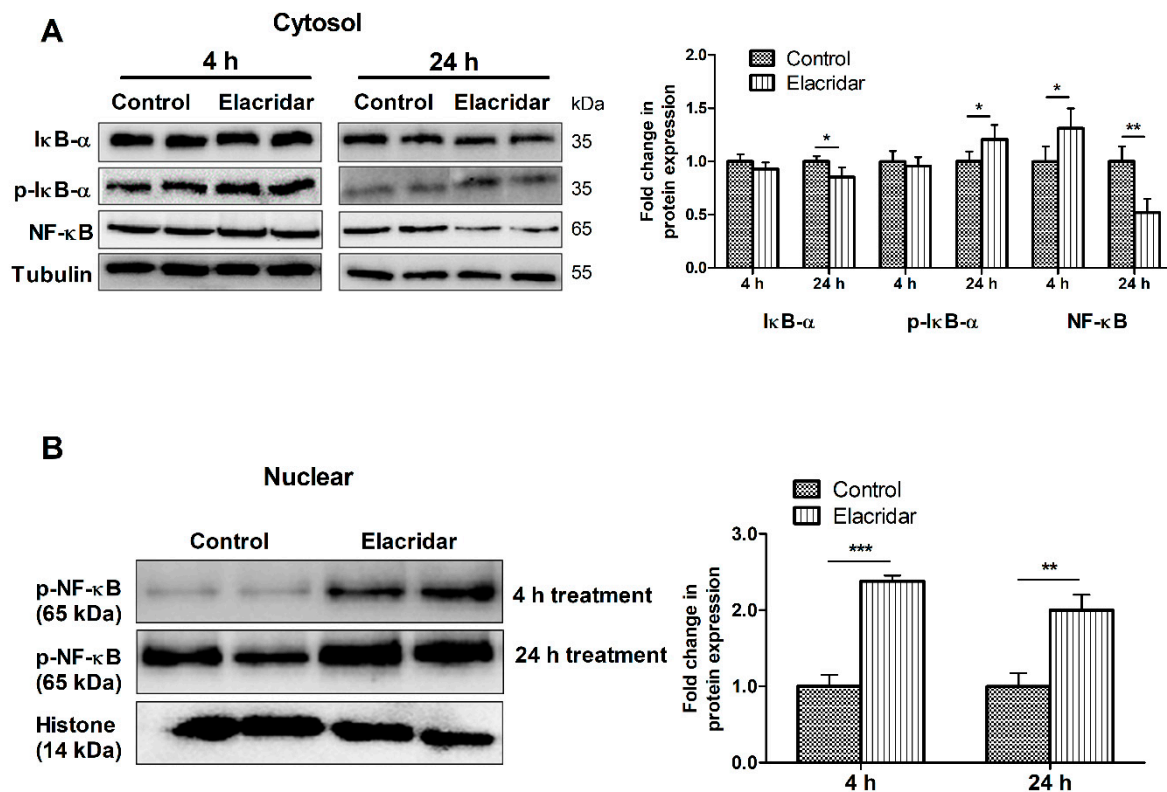 A
Cytosol
4 h
24 h
Control Elacridar
Control Elacridar
kDa
IκB-α
35
p-IκB-α
35
NF-κB
65
Tubulin
55
Control
Elacridar
Fold change in
protein expression
2.0
1.5
1.0
0.5
0.0
*
*
*
**
4 h 24 h 4 h 24 h 4 h 24 h
IκB-α p-IκB-α NF-κB
B
Nuclear
Control Elacridar
p-NF-κB
(65 kDa)
4 h treatment
p-NF-κB
(65 kDa)
24 h treatment
Histone
(14 kDa)
Control
Elacridar
Fold change in
protein expression
3.0
2.0
1.0
0.0
***
**
4 h 24 h